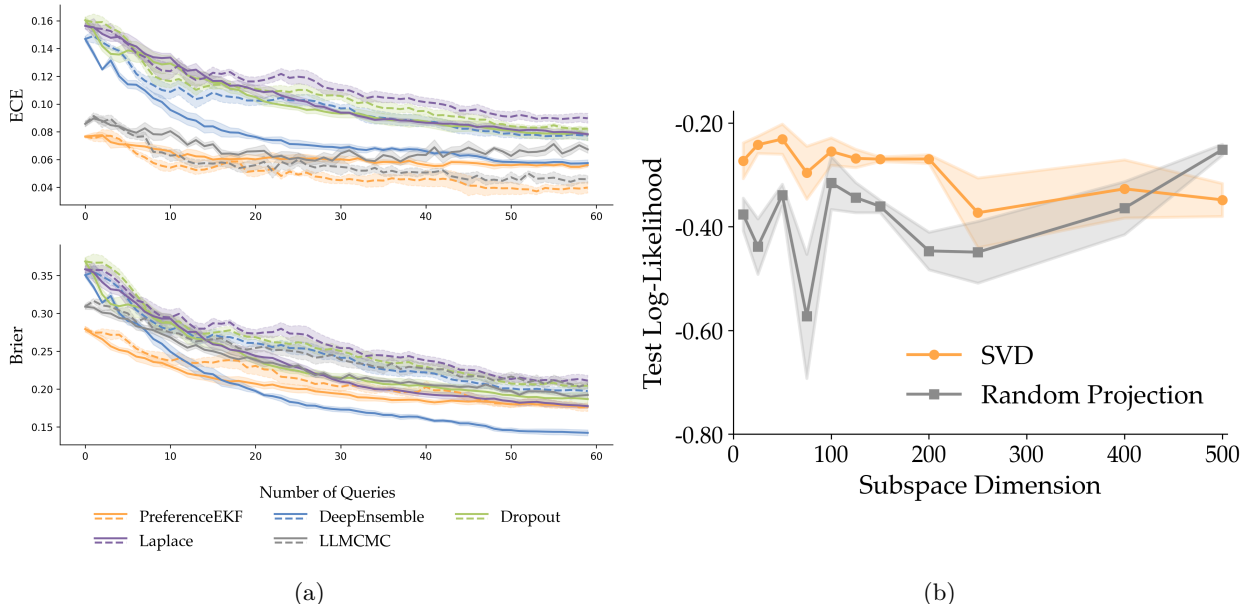 0.16
0.14
0.12
0.10
0.08
0.06
0.04
ECE
0 10 20 30 40 50 60
0.35
0.30
0.25
0.20
0.15
Brier
0 10 20 30 40 50 60
Number of Queries
PreferenceEKF DeepEnsemble Dropout
Laplace LLMCMC
(a)
-0.20
-0.40
-0.60
-0.80
Test Log-Likelihood
SVD
Random Projection
0 100 200 300 400 500
Subspace Dimension
(b)